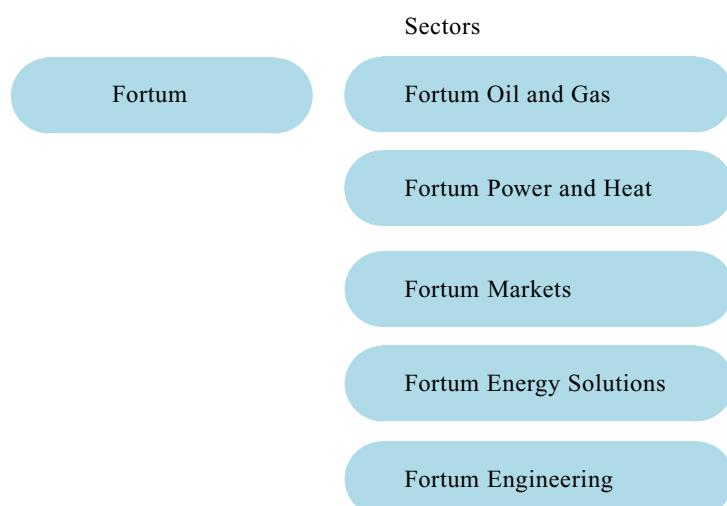 Sectors
Fortum
Fortum Oil and Gas
Fortum Power and Heat
Fortum Markets
Fortum Energy Solutions
Fortum Engineering